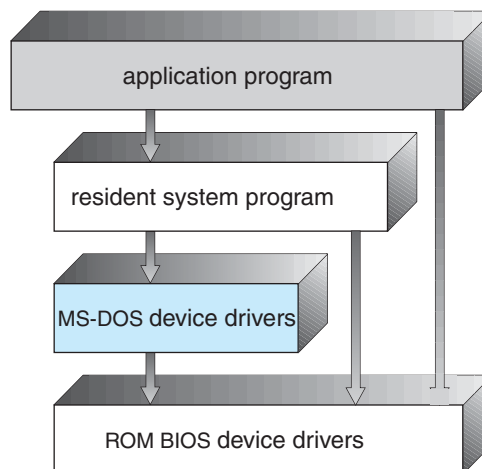 application program
resident system program
MS-DOS device drivers
ROM BIOS device drivers